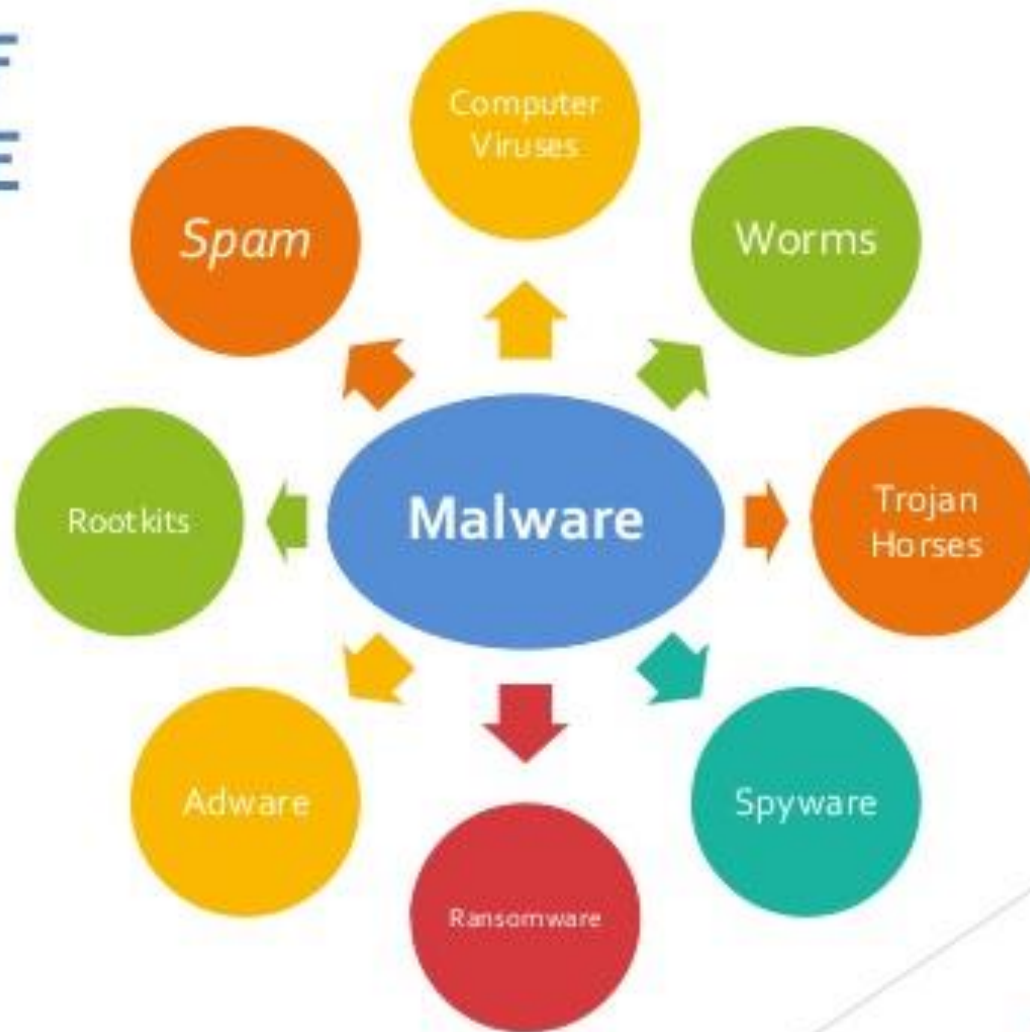 F
E
Computer
Viruses
Spam
Worms
Malware
Rootkits
Trojan
Horses
Adware
Spyware
Ransomware